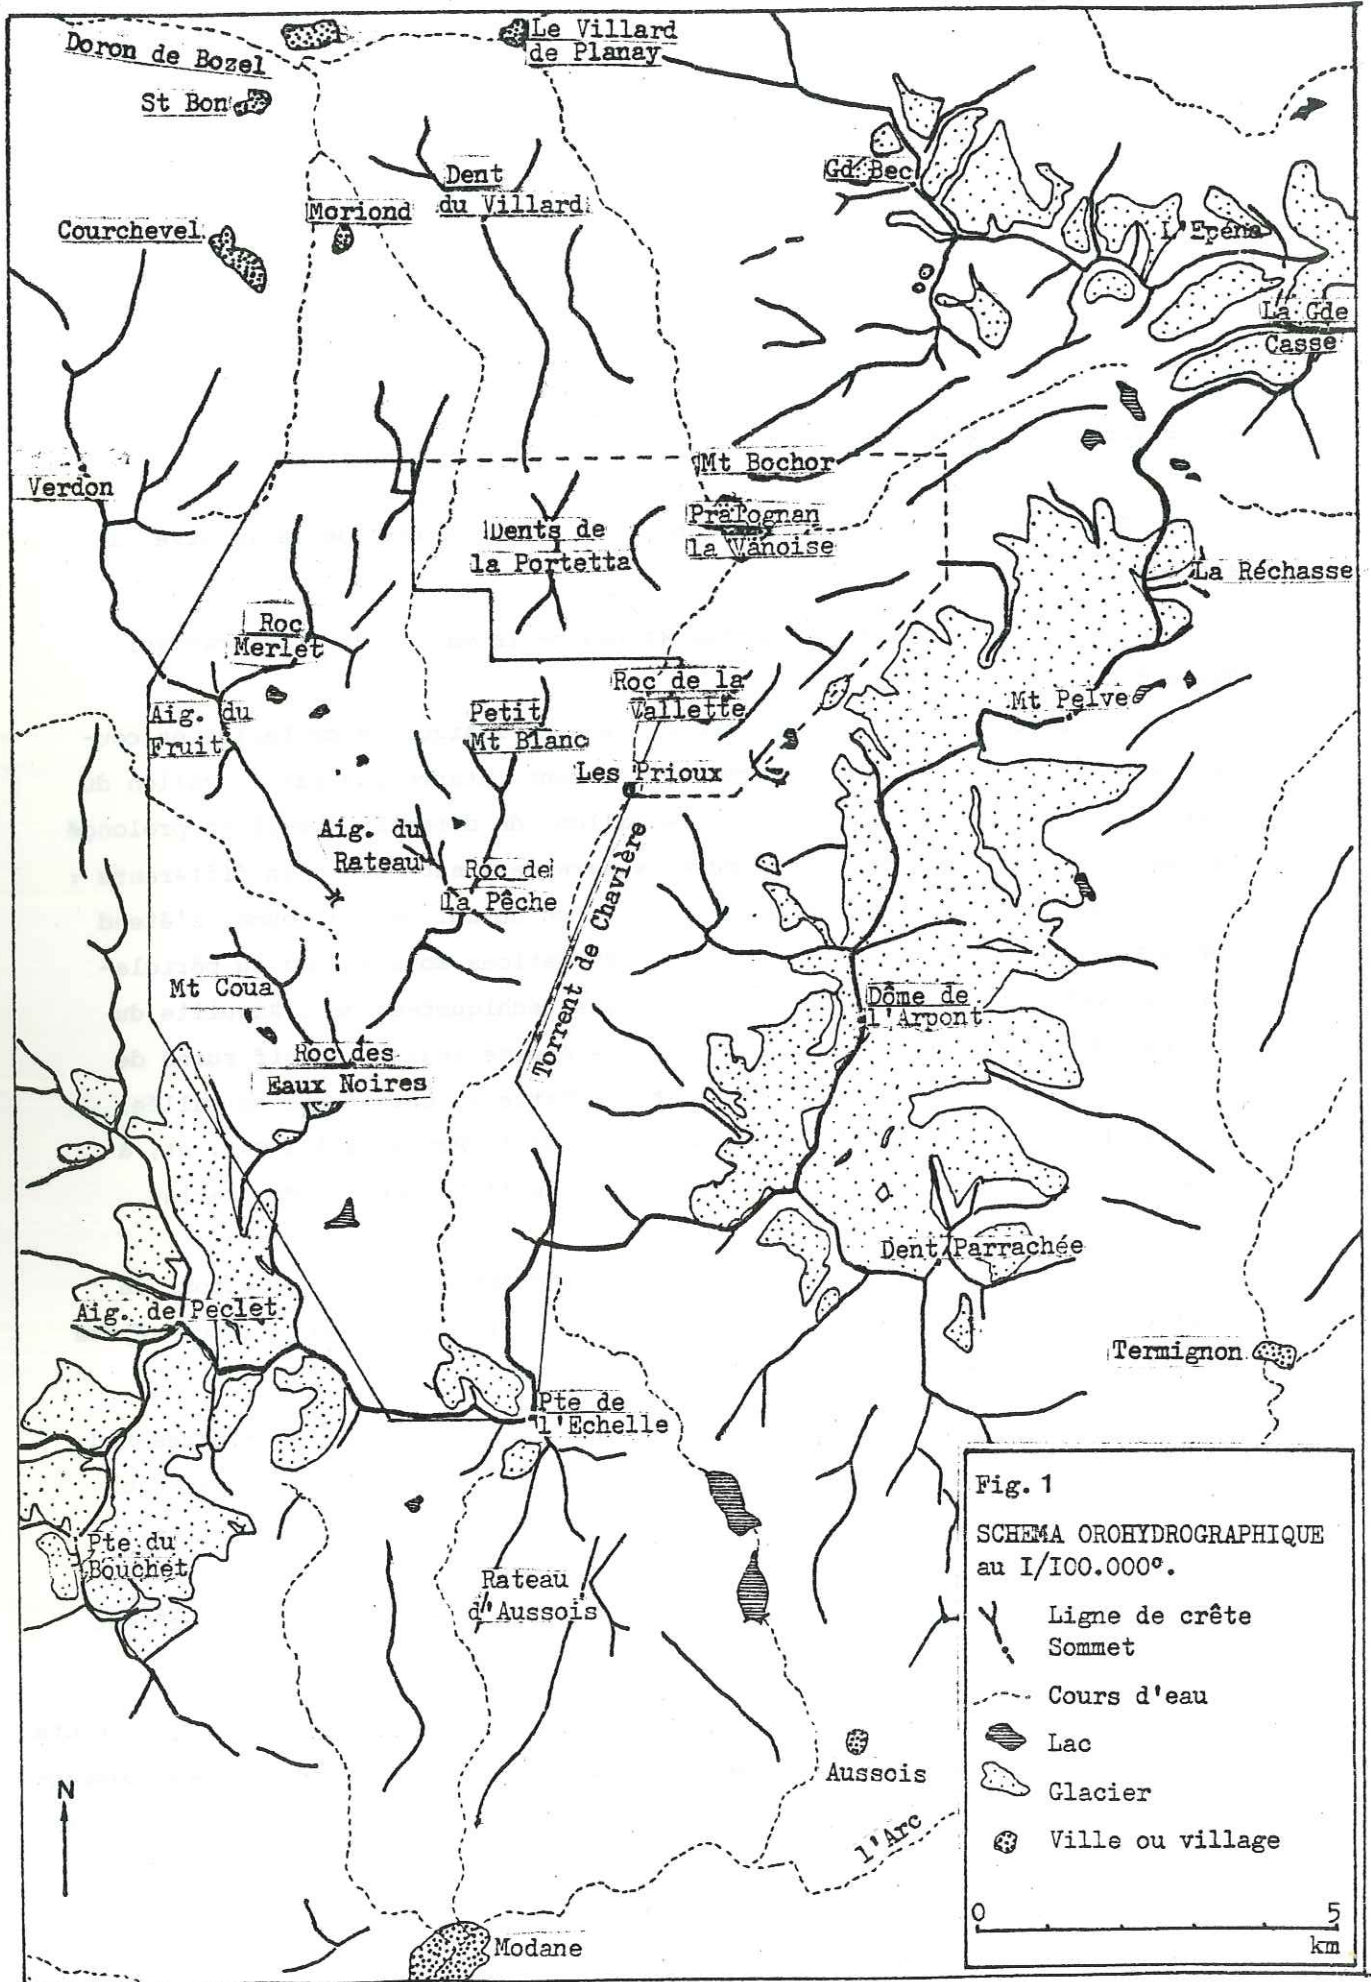 Le Villard
de Planay
Doron de Bozel
St Bon
Gd Bec
Dent
du Villard
Moriond
Courchevel
L'Epéna
La Gde
Casse
Mt Bochor
Verdon
Pralognan
la Vanoise
Dents de
la Portetta
La Réchasse
Roc
Merlet
Roc de la
Vallette
Mt Pelve
Aig. du
Fruit
Petit
Mt Blanc
Les Prioux
Aig. du
Rateau
Roc de
la Pêche
Torrent de Chavière
Mt Coua
Dôme de
l'Arpont
Roc des
Eaux Noires
Dent Parrachée
Aig. de Peclet
Termignon
Pte de
l'Echelle
Pte du
Bouchet
Rateau
d'Aussois
Aussois
l'Arc
Modane
N
Fig. 1
SCHEMA OROHYDROGRAPHIQUE
au I/I00.000°.
Ligne de crête
Sommet
Cours d'eau
Lac
Glacier
Ville ou village
0 5
km